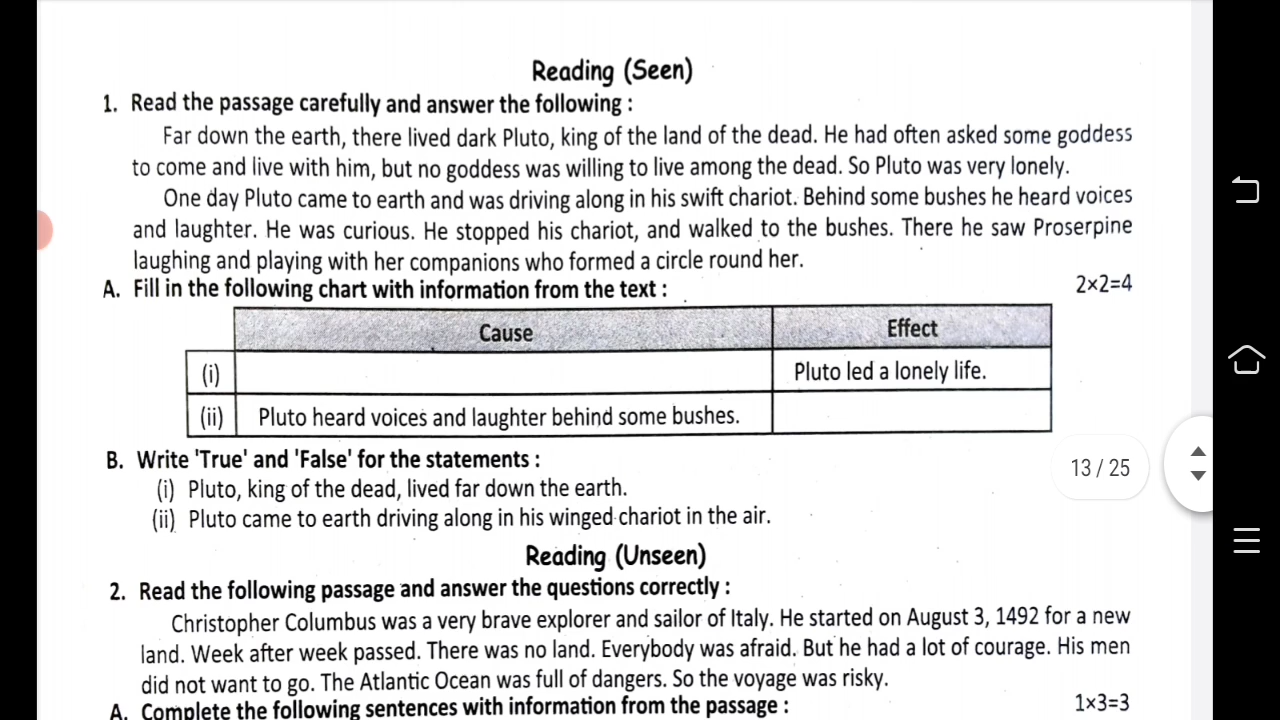 Reading (Seen)
1. Read the passage carefully and answer the following :
Far down the earth, there lived dark Pluto, king of the land of the dead. He had often asked some goddess
to come and live with him, but no goddess was willing to live among the dead. So Pluto was very lonely.
One day Pluto came to earth and was driving along in his swift chariot. Behind some bushes he heard voices
and laughter. He was curious. He stopped his chariot, and walked to the bushes. There he saw Proserpine
laughing and playing with her companions who formed a circle round her.
A. Fill in the following chart with information from the text : 2×2=4
Cause Effect
(i) Pluto led a lonely life.
(ii) Pluto heard voices and laughter behind some bushes.
B. Write 'True' and 'False' for the statements :
13 / 25
(i) Pluto, king of the dead, lived far down the earth.
(ii) Pluto came to earth driving along in his winged chariot in the air.
Reading (Unseen)
2. Read the following passage and answer the questions correctly :
Christopher Columbus was a very brave explorer and sailor of Italy. He started on August 3, 1492 for a new
land. Week after week passed. There was no land. Everybody was afraid. But he had a lot of courage. His men
did not want to go. The Atlantic Ocean was full of dangers. So the voyage was risky.
A. Complete the following sentences with information from the passage : 1×3=3